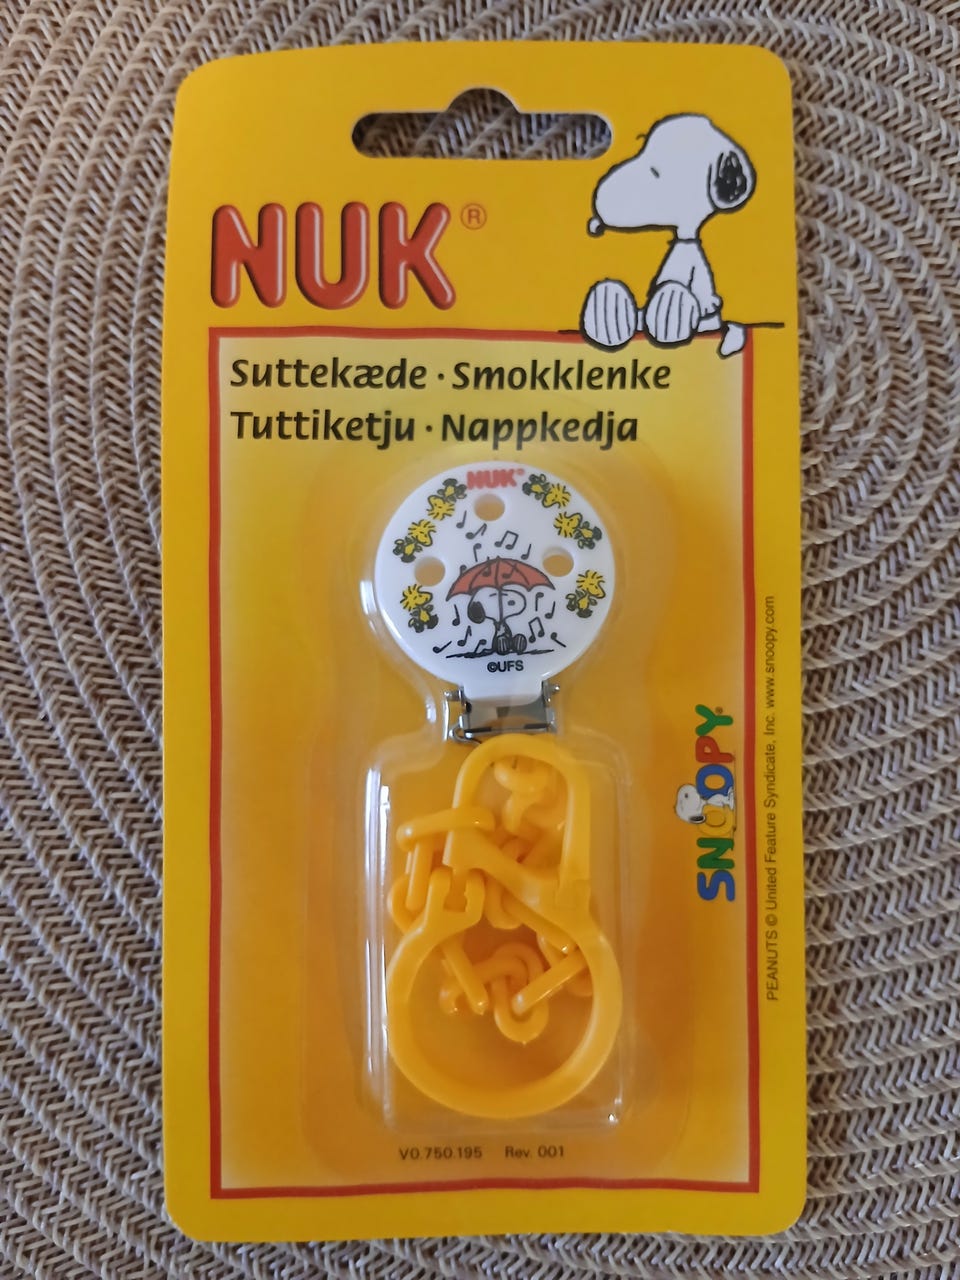 NUK®
Suttekæde · Smokklenke
Tuttiketju · Nappkedja
NUK®
©UFS
SNOOPY
PEANUTS © United Feature Syndicate, Inc. www.snoopy.com
V0.750.195 Rev. 001